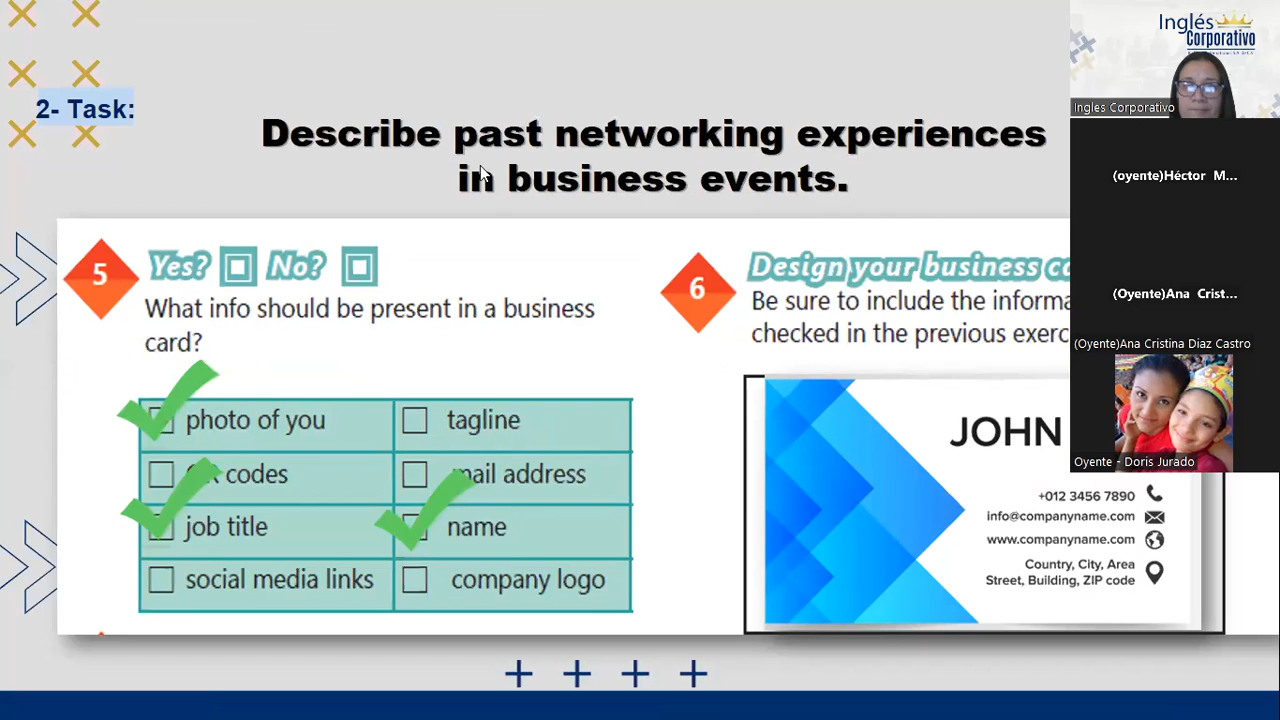 2- Task:
Describe past networking experiences
in business events.
5
Yes? No?
What info should be present in a business
card?
photo of you
tagline
codes
mail address
job title
name
social media links
company logo
6
Design your business
Be sure to include the
checked in the previous
JOHN
+012 3456 7890
info@companyname.com
www.companyname.com
Country, City, Area
Street, Building, ZIP code
Inglés
Corporativo
Ingles Corporativo
(oyente)Héctor M...
(Oyente)Ana Crist...
(Oyente)Ana Cristina Diaz Castro
Oyente - Doris Jurado